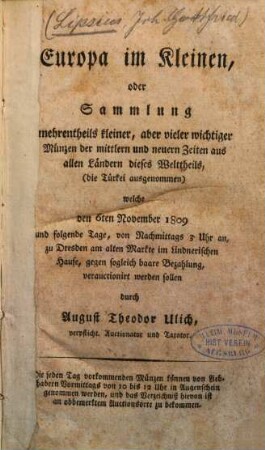 (Lipsius Joh. Gottfried)
Europa im Kleinen,
oder
Sammlung
mehrentheils kleiner, aber vieler wichtiger
Münzen der mittlern und neuern Zeiten aus
allen Ländern dieses Welttheils,
(die Türkei ausgenommen)
welche
den 6ten November 1809
und folgende Tage, von Nachmittags 3 Uhr an,
zu Dresden am alten Markte im Lindnerischen
Hause, gegen sogleich baare Bezahlung,
verauctionirt werden sollen
durch
August Theodor Ulich,
verpflicht. Auctionator und Taxator.
Die jeden Tag vorkommenden Münzen können von Lieb-
habern Vormittags von 10 bis 12 Uhr in Augenschein
genommen werden, und das Verzeichniß hievon ist
an obbemerktem Auctionsorte zu bekommen.